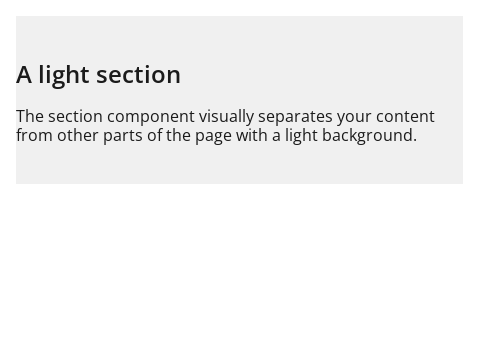 A light section
The section component visually separates your content
from other parts of the page with a light background.